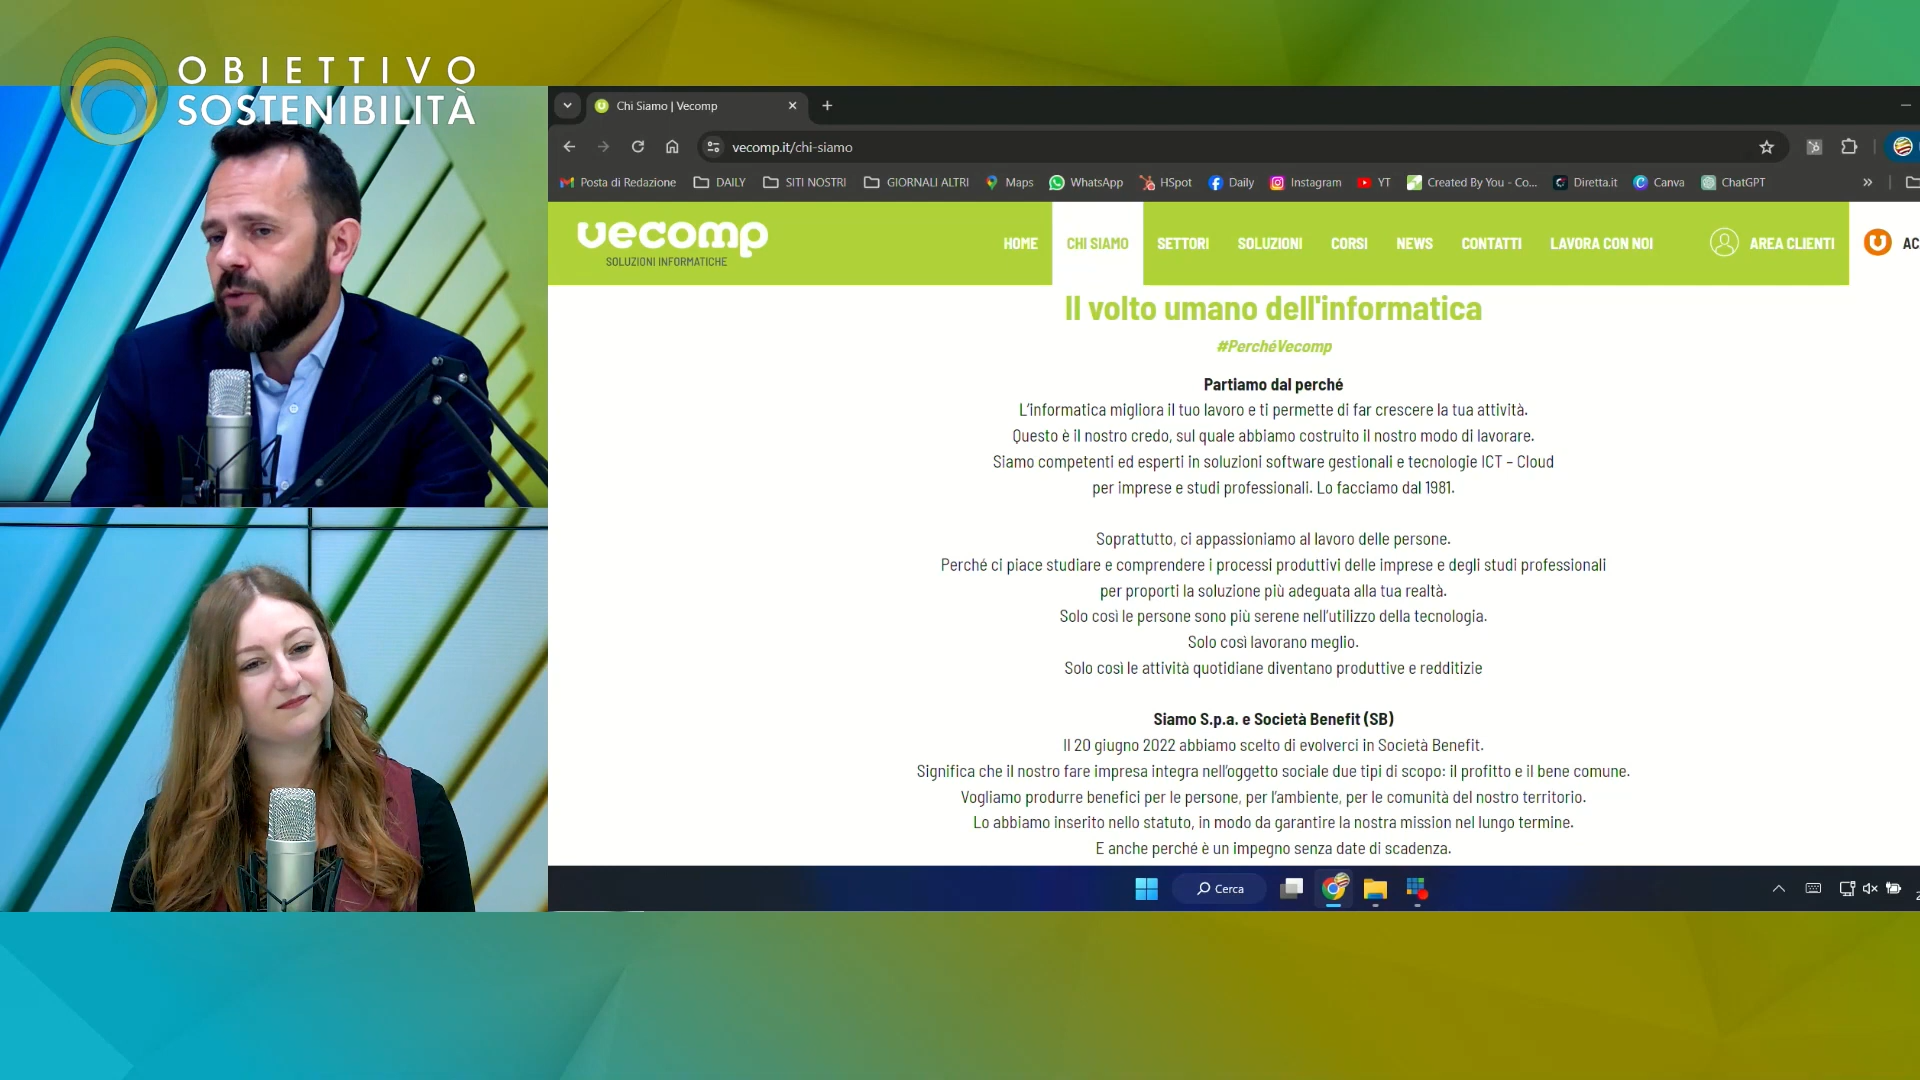 OBIETTIVO
SOSTENIBILITÀ
Chi Siamo | Vecomp
vecomp.it/chi-siamo
Posta di Redazione DAILY SITI NOSTRI GIORNALI ALTRI Maps WhatsApp HSpot Daily Instagram YT Created By You - Co... Diretta.it Canva ChatGPT
vecomp
SOLUZIONI INFORMATICHE
HOME CHI SIAMO SETTORI SOLUZIONI CORSI NEWS CONTATTI LAVORA CON NOI AREA CLIENTI
Il volto umano dell'informatica
#PerchéVecomp
Partiamo dal perché
L'informatica migliora il tuo lavoro e ti permette di far crescere la tua attività.
Questo è il nostro credo, sul quale abbiamo costruito il nostro modo di lavorare.
Siamo competenti ed esperti in soluzioni software gestionali e tecnologie ICT – Cloud
per imprese e studi professionali. Lo facciamo dal 1981.
Soprattutto, ci appassioniamo al lavoro delle persone.
Perché ci piace studiare e comprendere i processi produttivi delle imprese e degli studi professionali
per proporti la soluzione più adeguata alla tua realtà.
Solo così le persone sono più serene nell'utilizzo della tecnologia.
Solo così lavorano meglio.
Solo così le attività quotidiane diventano produttive e redditizie
Siamo S.p.a. e Società Benefit (SB)
Il 20 giugno 2022 abbiamo scelto di evolverci in Società Benefit.
Significa che il nostro fare impresa integra nell'oggetto sociale due tipi di scopo: il profitto e il bene comune.
Vogliamo produrre benefici per le persone, per l'ambiente, per le comunità del nostro territorio.
Lo abbiamo inserito nello statuto, in modo da garantire la nostra mission nel lungo termine.
E anche perché è un impegno senza date di scadenza.
Cerca